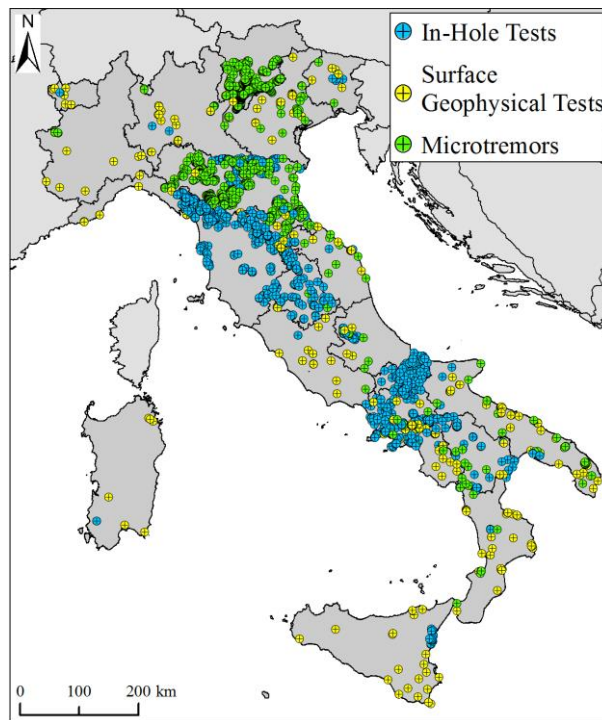 N
In-Hole Tests
Surface
Geophysical Tests
Microtremors
0 100 200 km